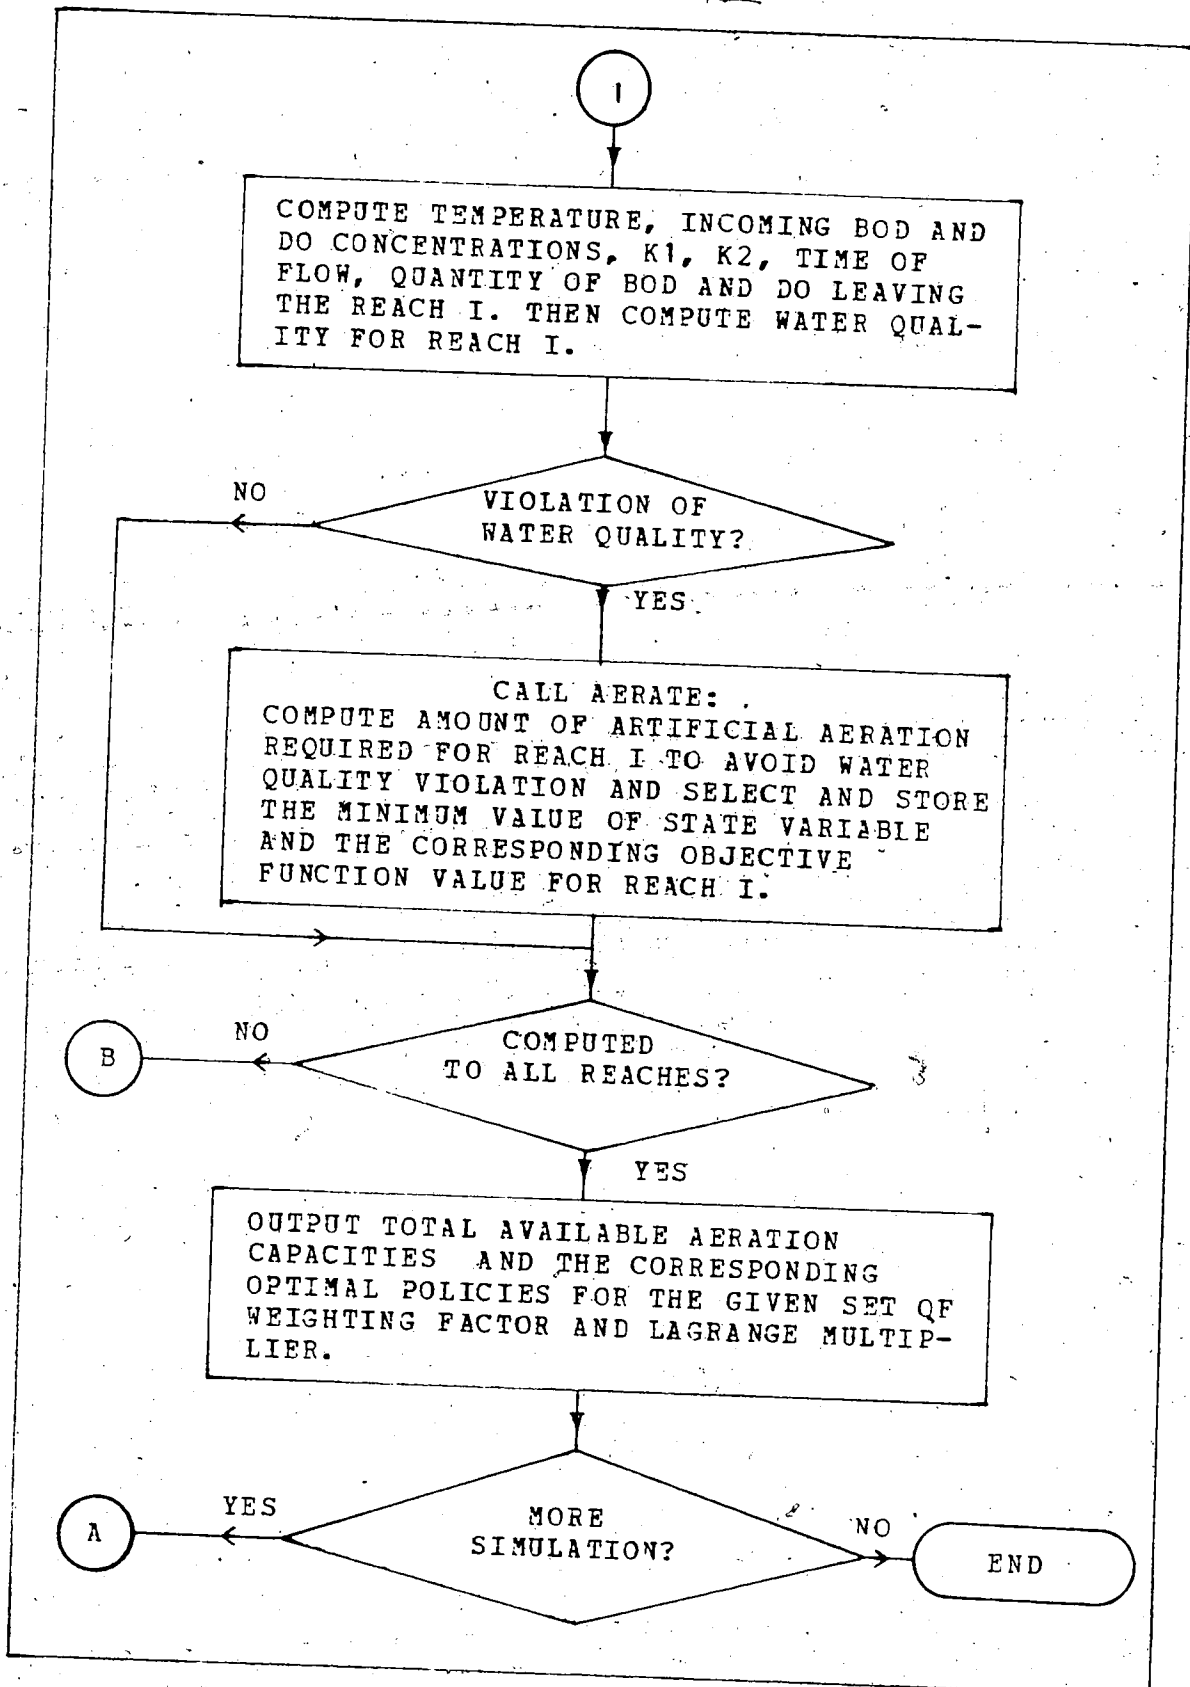 1
COMPUTE TEMPERATURE, INCOMING BOD AND
DO CONCENTRATIONS, K1, K2, TIME OF
FLOW, QUANTITY OF BOD AND DO LEAVING
THE REACH I. THEN COMPUTE WATER QUAL-
ITY FOR REACH I.
NO
VIOLATION OF
WATER QUALITY?
YES
CALL AERATE:
COMPUTE AMOUNT OF ARTIFICIAL AERATION
REQUIRED FOR REACH I TO AVOID WATER
QUALITY VIOLATION AND SELECT AND STORE
THE MINIMUM VALUE OF STATE VARIABLE
AND THE CORRESPONDING OBJECTIVE
FUNCTION VALUE FOR REACH I.
B
NO
COMPUTED
TO ALL REACHES?
YES
OUTPUT TOTAL AVAILABLE AERATION
CAPACITIES AND THE CORRESPONDING
OPTIMAL POLICIES FOR THE GIVEN SET OF
WEIGHTING FACTOR AND LAGRANGE MULTIP-
LIER.
A
YES
MORE
SIMULATION?
NO
END